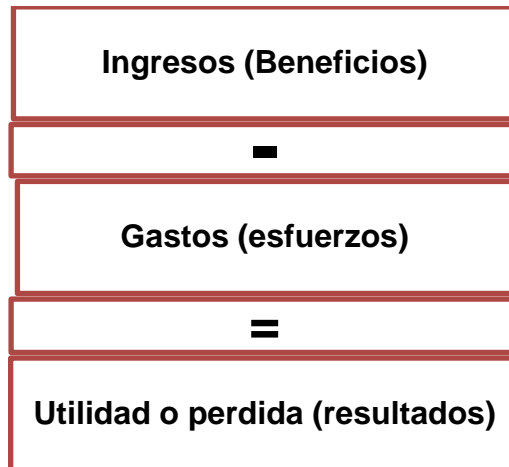 Ingresos (Beneficios)
-
Gastos (esfuerzos)
=
Utilidad o perdida (resultados)